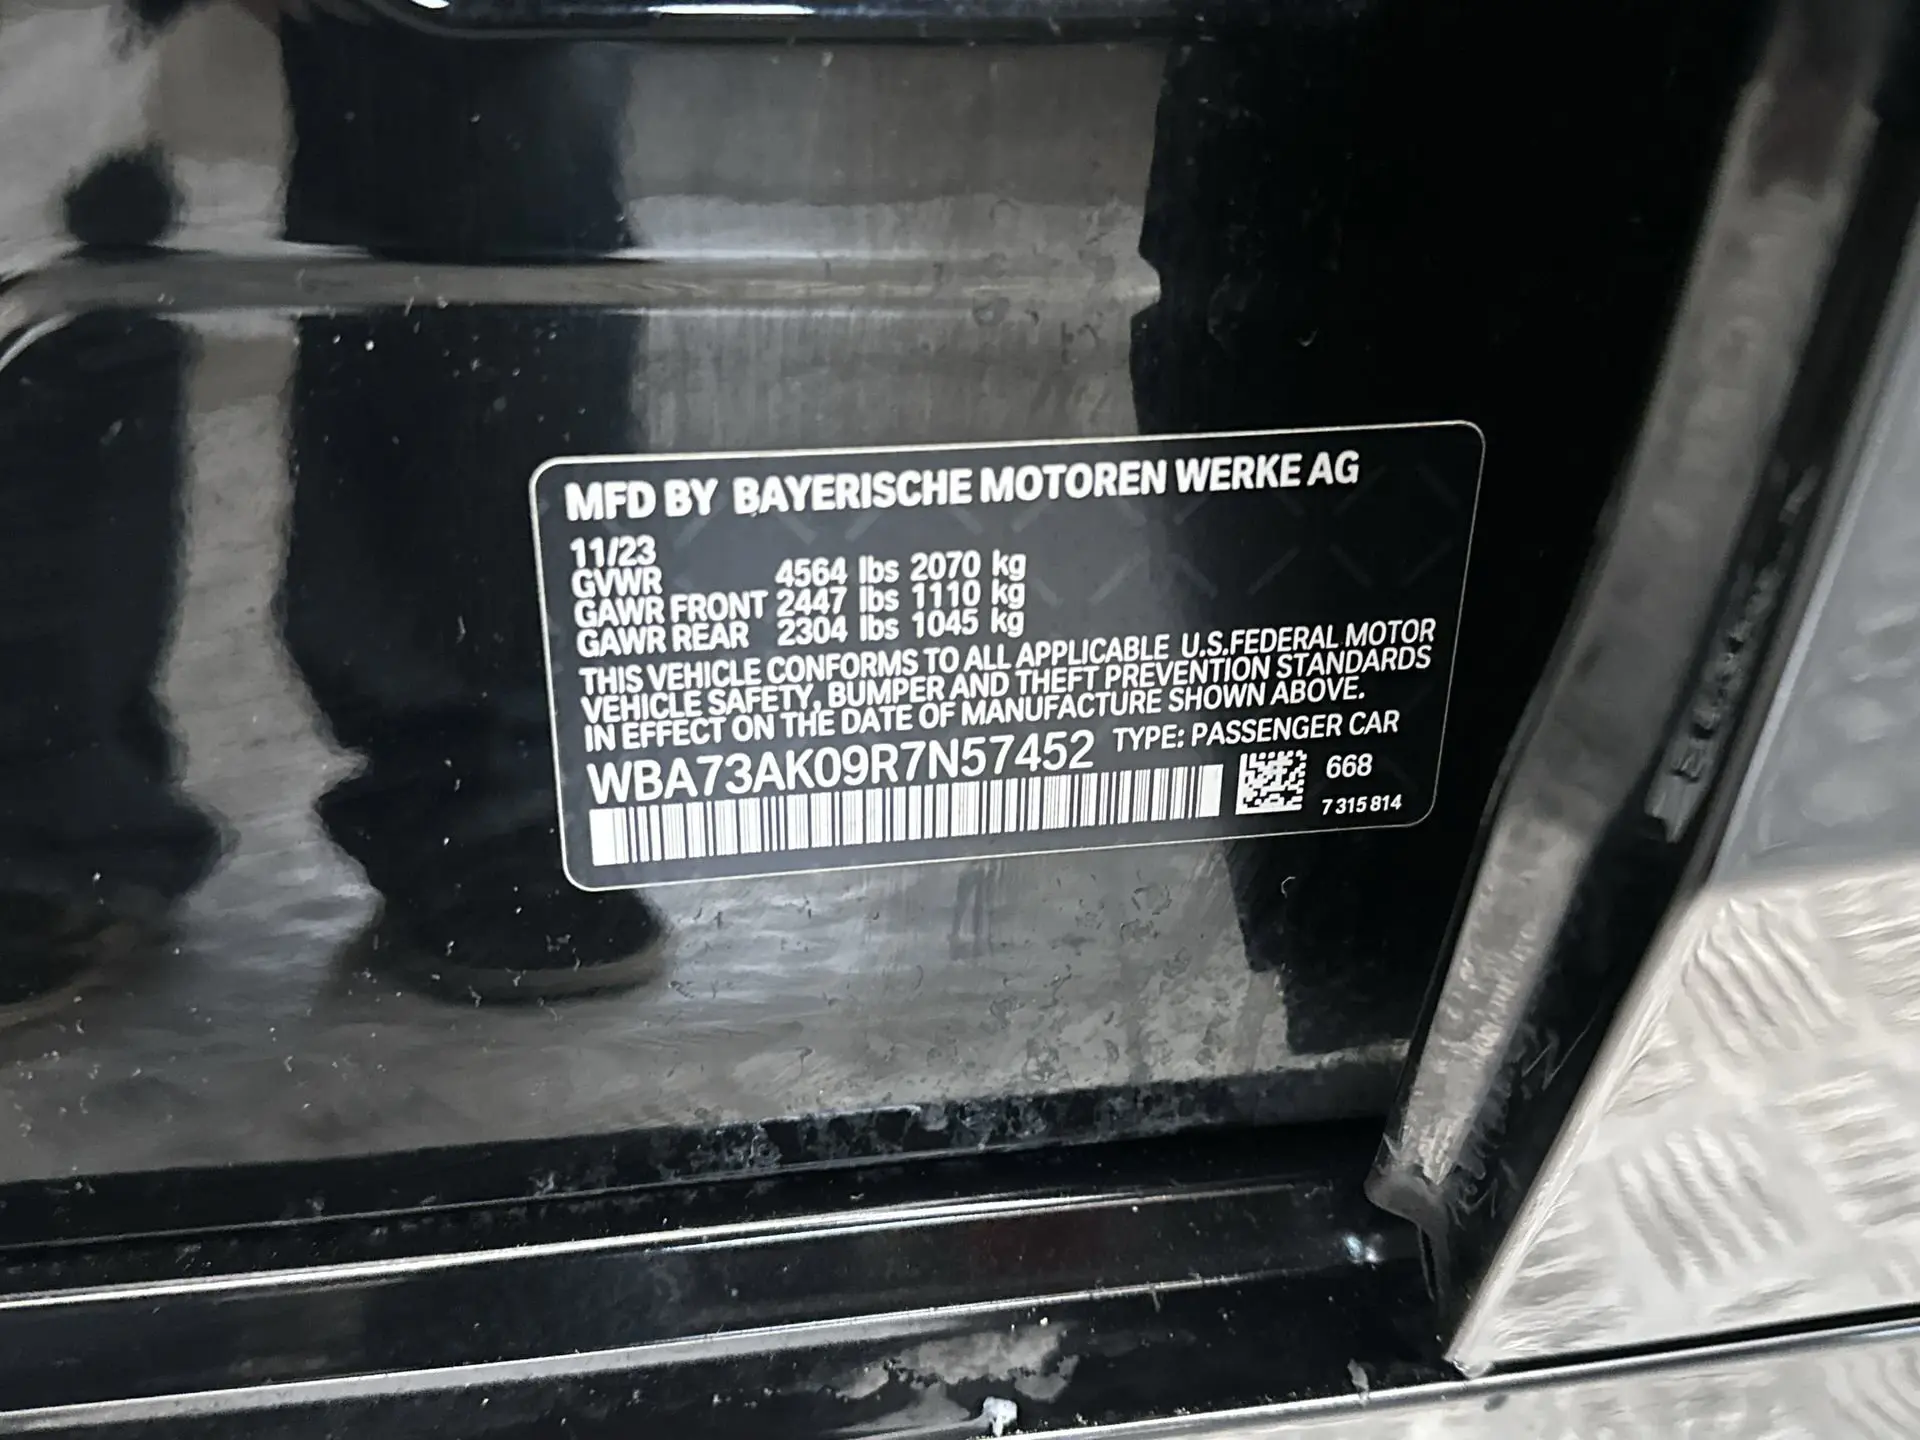 MFD BY BAYERISCHE MOTOREN WERKE AG
11/23
GVWR 4564 lbs 2070 kg
GAWR FRONT 2447 lbs 1110 kg
GAWR REAR 2304 lbs 1045 kg
THIS VEHICLE CONFORMS TO ALL APPLICABLE U.S.FEDERAL MOTOR
VEHICLE SAFETY, BUMPER AND THEFT PREVENTION STANDARDS
IN EFFECT ON THE DATE OF MANUFACTURE SHOWN ABOVE.
WBA73AK09R7N57452 TYPE: PASSENGER CAR
668
7 315 814